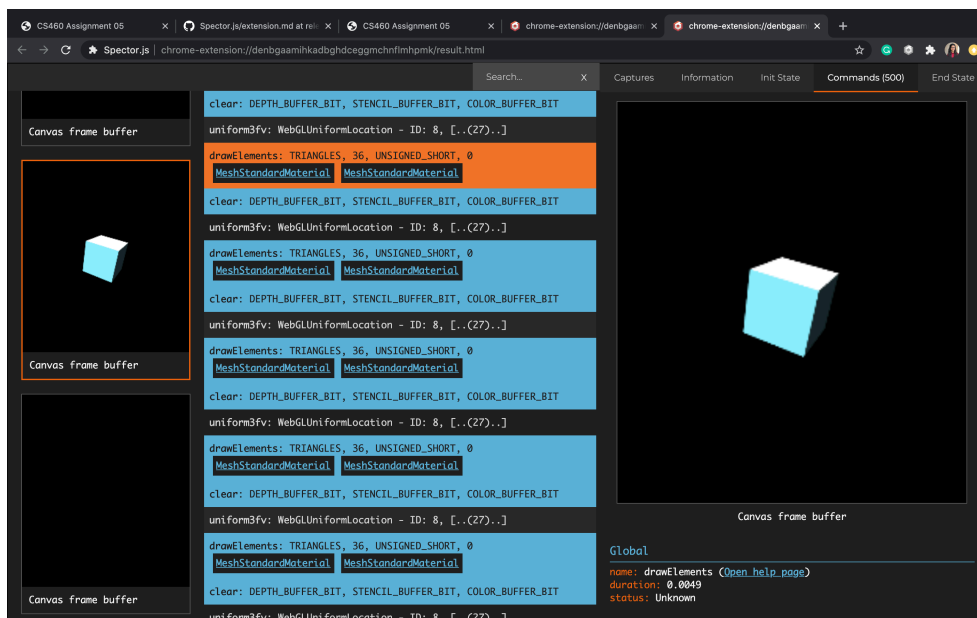 CS460 Assignment 05
Spector.js/extension.md at rele
CS460 Assignment 05
chrome-extension://denbgaam
chrome-extension://denbgaam
Spector.js | chrome-extension://denbgaamihkadbghdceggmchnflmhpmk/result.html
Search... X
Captures Information Init State Commands (500) End State
Canvas frame buffer
Canvas frame buffer
Canvas frame buffer
clear: DEPTH_BUFFER_BIT, STENCIL_BUFFER_BIT, COLOR_BUFFER_BIT
uniform3fv: WebGLUniformLocation - ID: 8, [..(27)..]
drawElements: TRIANGLES, 36, UNSIGNED_SHORT, 0
MeshStandardMaterial MeshStandardMaterial
clear: DEPTH_BUFFER_BIT, STENCIL_BUFFER_BIT, COLOR_BUFFER_BIT
uniform3fv: WebGLUniformLocation - ID: 8, [..(27)..]
drawElements: TRIANGLES, 36, UNSIGNED_SHORT, 0
MeshStandardMaterial MeshStandardMaterial
clear: DEPTH_BUFFER_BIT, STENCIL_BUFFER_BIT, COLOR_BUFFER_BIT
uniform3fv: WebGLUniformLocation - ID: 8, [..(27)..]
drawElements: TRIANGLES, 36, UNSIGNED_SHORT, 0
MeshStandardMaterial MeshStandardMaterial
clear: DEPTH_BUFFER_BIT, STENCIL_BUFFER_BIT, COLOR_BUFFER_BIT
uniform3fv: WebGLUniformLocation - ID: 8, [..(27)..]
drawElements: TRIANGLES, 36, UNSIGNED_SHORT, 0
MeshStandardMaterial MeshStandardMaterial
clear: DEPTH_BUFFER_BIT, STENCIL_BUFFER_BIT, COLOR_BUFFER_BIT
uniform3fv: WebGLUniformLocation - ID: 8, [..(27)..]
drawElements: TRIANGLES, 36, UNSIGNED_SHORT, 0
MeshStandardMaterial MeshStandardMaterial
clear: DEPTH_BUFFER_BIT, STENCIL_BUFFER_BIT, COLOR_BUFFER_BIT
uniform3fv: WebGLUniformLocation - ID: 8, [..(27)..]
Canvas frame buffer
Global
name: drawElements (Open help page)
duration: 0.0049
status: Unknown